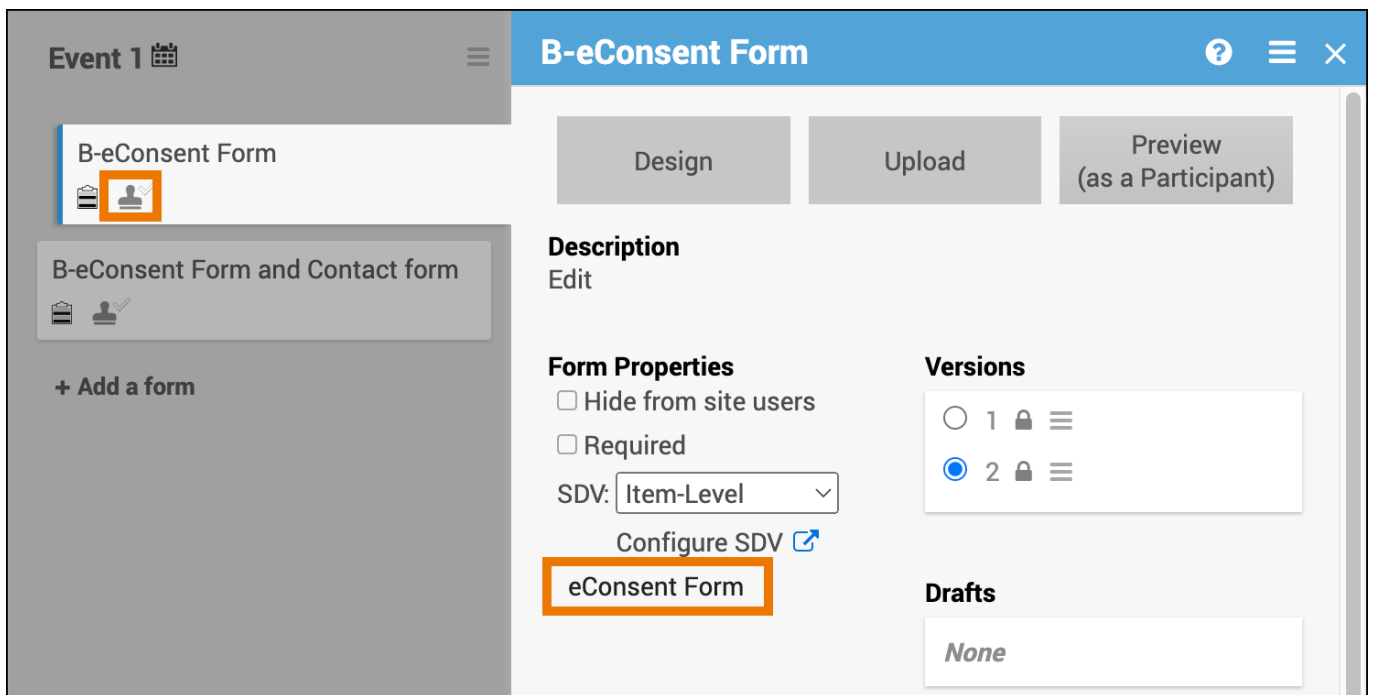 Event 1
B-eConsent Form
B-eConsent Form and Contact form
+ Add a form
B-eConsent Form
Design
Upload
Preview
(as a Participant)
Description
Edit
Form Properties
Hide from site users
Required
SDV: Item-Level
Configure SDV
eConsent Form
Versions
1
2
Drafts
None